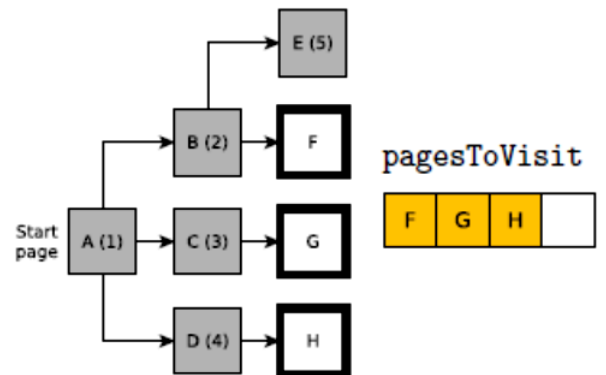 E (5)
B (2)
F
pagesToVisit
F G H
Start
page
A (1)
C (3)
G
D (4)
H